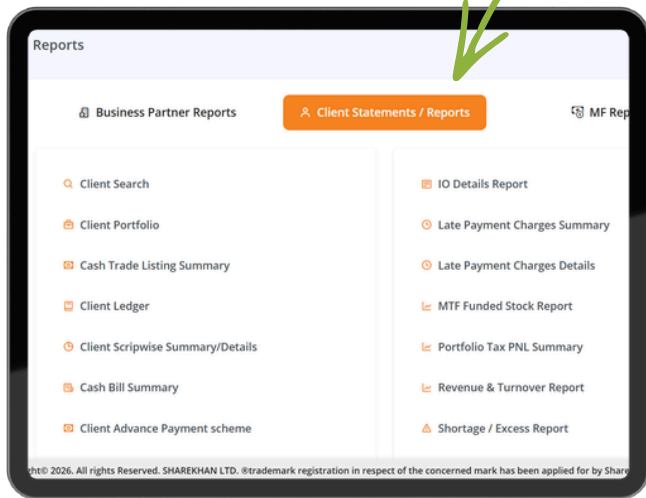 Reports
Business Partner Reports
Client Statements / Reports
MF Rep
Client Search
Client Portfolio
Cash Trade Listing Summary
Client Ledger
Client Scripwise Summary/Details
Cash Bill Summary
Client Advance Payment scheme
IO Details Report
Late Payment Charges Summary
Late Payment Charges Details
MTF Funded Stock Report
Portfolio Tax PNL Summary
Revenue & Turnover Report
Shortage / Excess Report
ght© 2026. All rights Reserved. SHAREKHAN LTD. ®trademark registration in respect of the concerned mark has been applied for by Share